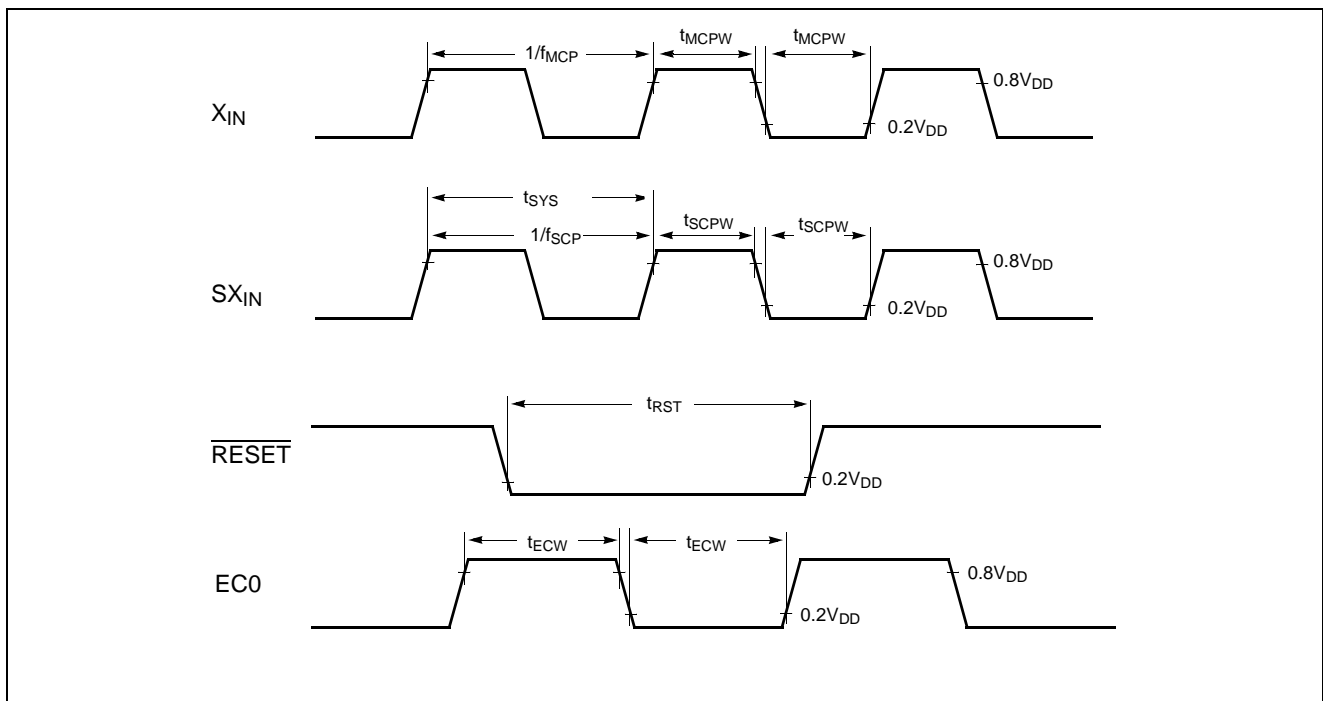 1/fMCP
tMCPW
tMCPW
XIN
0.8VDD
0.2VDD
tSYS
1/fSCP
tSCPW
tSCPW
SXIN
0.8VDD
0.2VDD
tRST
RESET
0.2VDD
tECW
tECW
EC0
0.8VDD
0.2VDD